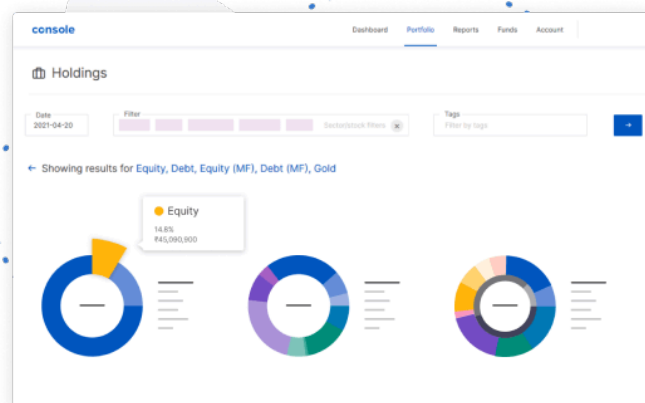 console
Dashboard Portfolio Reports Funds Account
Holdings
Date
2021-04-20
Filter
Sector/stock filters
Tags
Filter by tags
← Showing results for Equity, Debt, Equity (MF), Debt (MF), Gold
Equity
14.8%
₹45,090,900